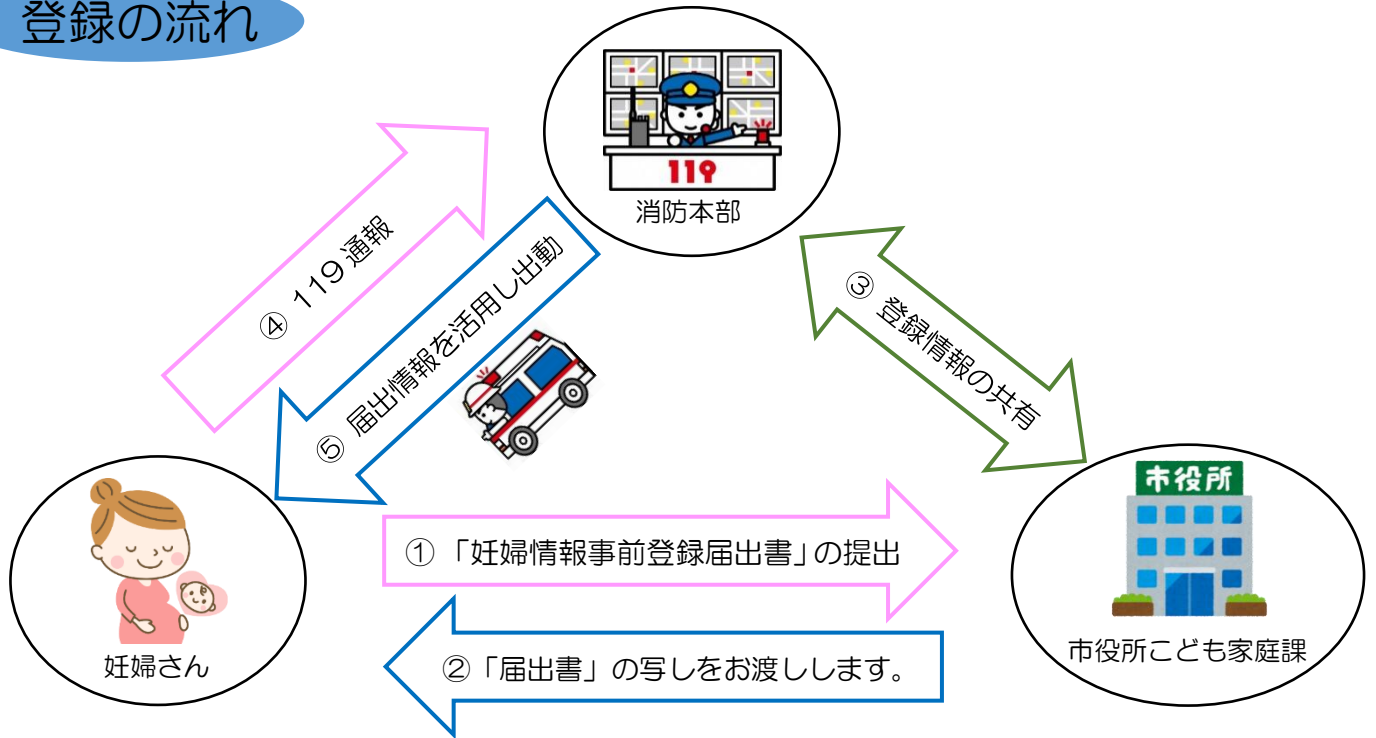 登録の流れ
119
消防本部
④ 119通報
⑤ 届出情報を活用し出動
③ 登録情報の共有
市役所
①「妊婦情報事前登録届出書」の提出
市役所こども家庭課
妊婦さん
②「届出書」の写しをお渡しします。